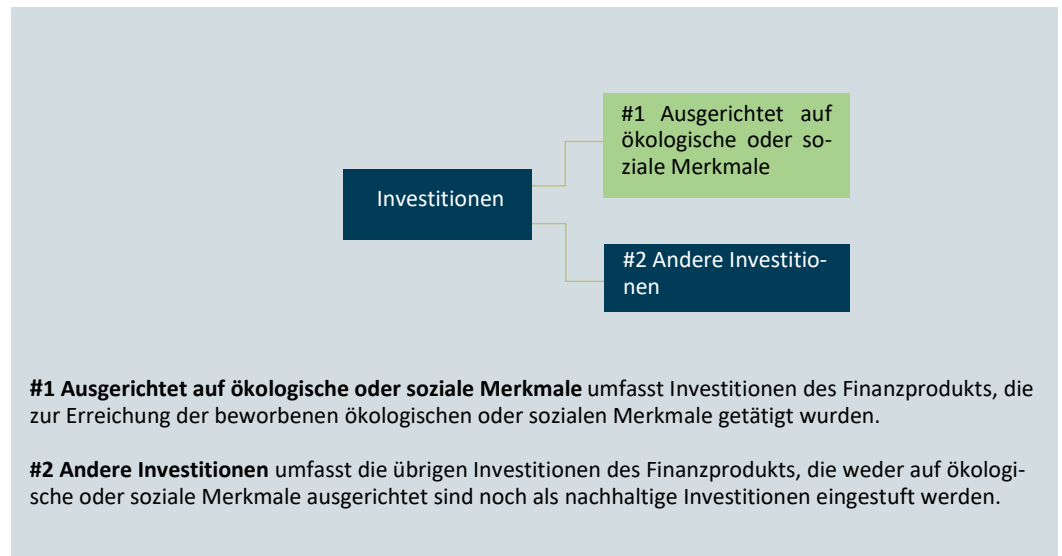 #1 Ausgerichtet auf
ökologische oder so-
ziale Merkmale
Investitionen
#2 Andere Investitio-
nen
#1 Ausgerichtet auf ökologische oder soziale Merkmale umfasst Investitionen des Finanzprodukts, die
zur Erreichung der beworbenen ökologischen oder sozialen Merkmale getätigt wurden.
#2 Andere Investitionen umfasst die übrigen Investitionen des Finanzprodukts, die weder auf ökologi-
sche oder soziale Merkmale ausgerichtet sind noch als nachhaltige Investitionen eingestuft werden.